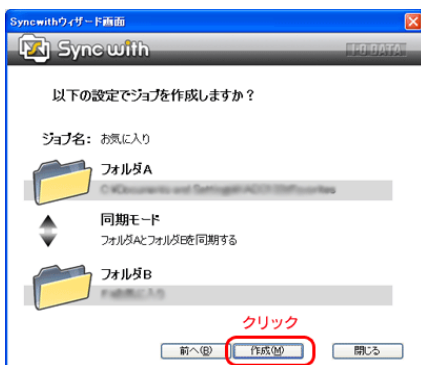 Syncwithウィザード画面
Sync with
I-O DATA
以下の設定でジョブを作成しますか？
ジョブ名： お気に入り
フォルダA
同期モード
フォルダAとフォルダBを同期する
フォルダB
クリック
前へ(B)
作成(M)
閉じる